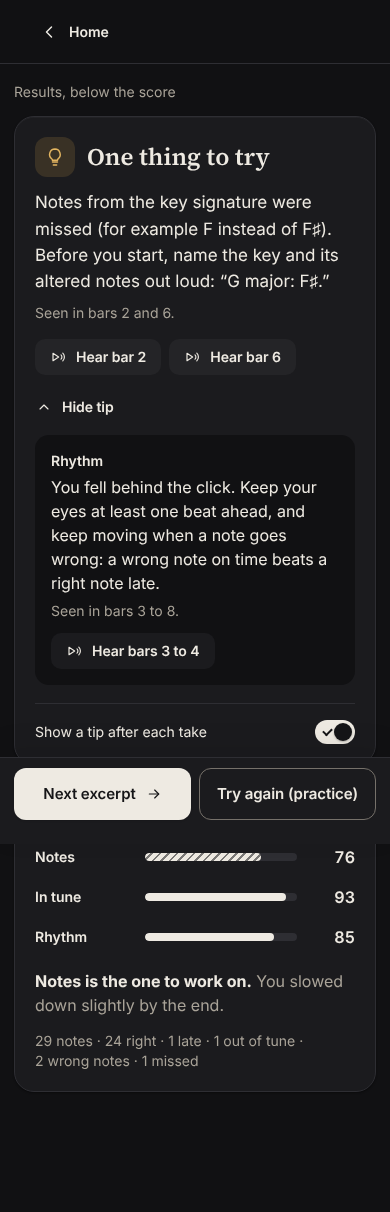 Home
Results, below the score
One thing to try
Notes from the key signature were
missed (for example F instead of F♯).
Before you start, name the key and its
altered notes out loud: “G major: F♯.”
Seen in bars 2 and 6.
Hear bar 2
Hear bar 6
Hide tip
Rhythm
You fell behind the click. Keep your
eyes at least one beat ahead, and
keep moving when a note goes
wrong: a wrong note on time beats a
right note late.
Seen in bars 3 to 8.
Hear bars 3 to 4
Show a tip after each take
Next excerpt →
Try again (practice)
Notes 76
In tune 93
Rhythm 85
Notes is the one to work on. You slowed
down slightly by the end.
29 notes · 24 right · 1 late · 1 out of tune ·
2 wrong notes · 1 missed